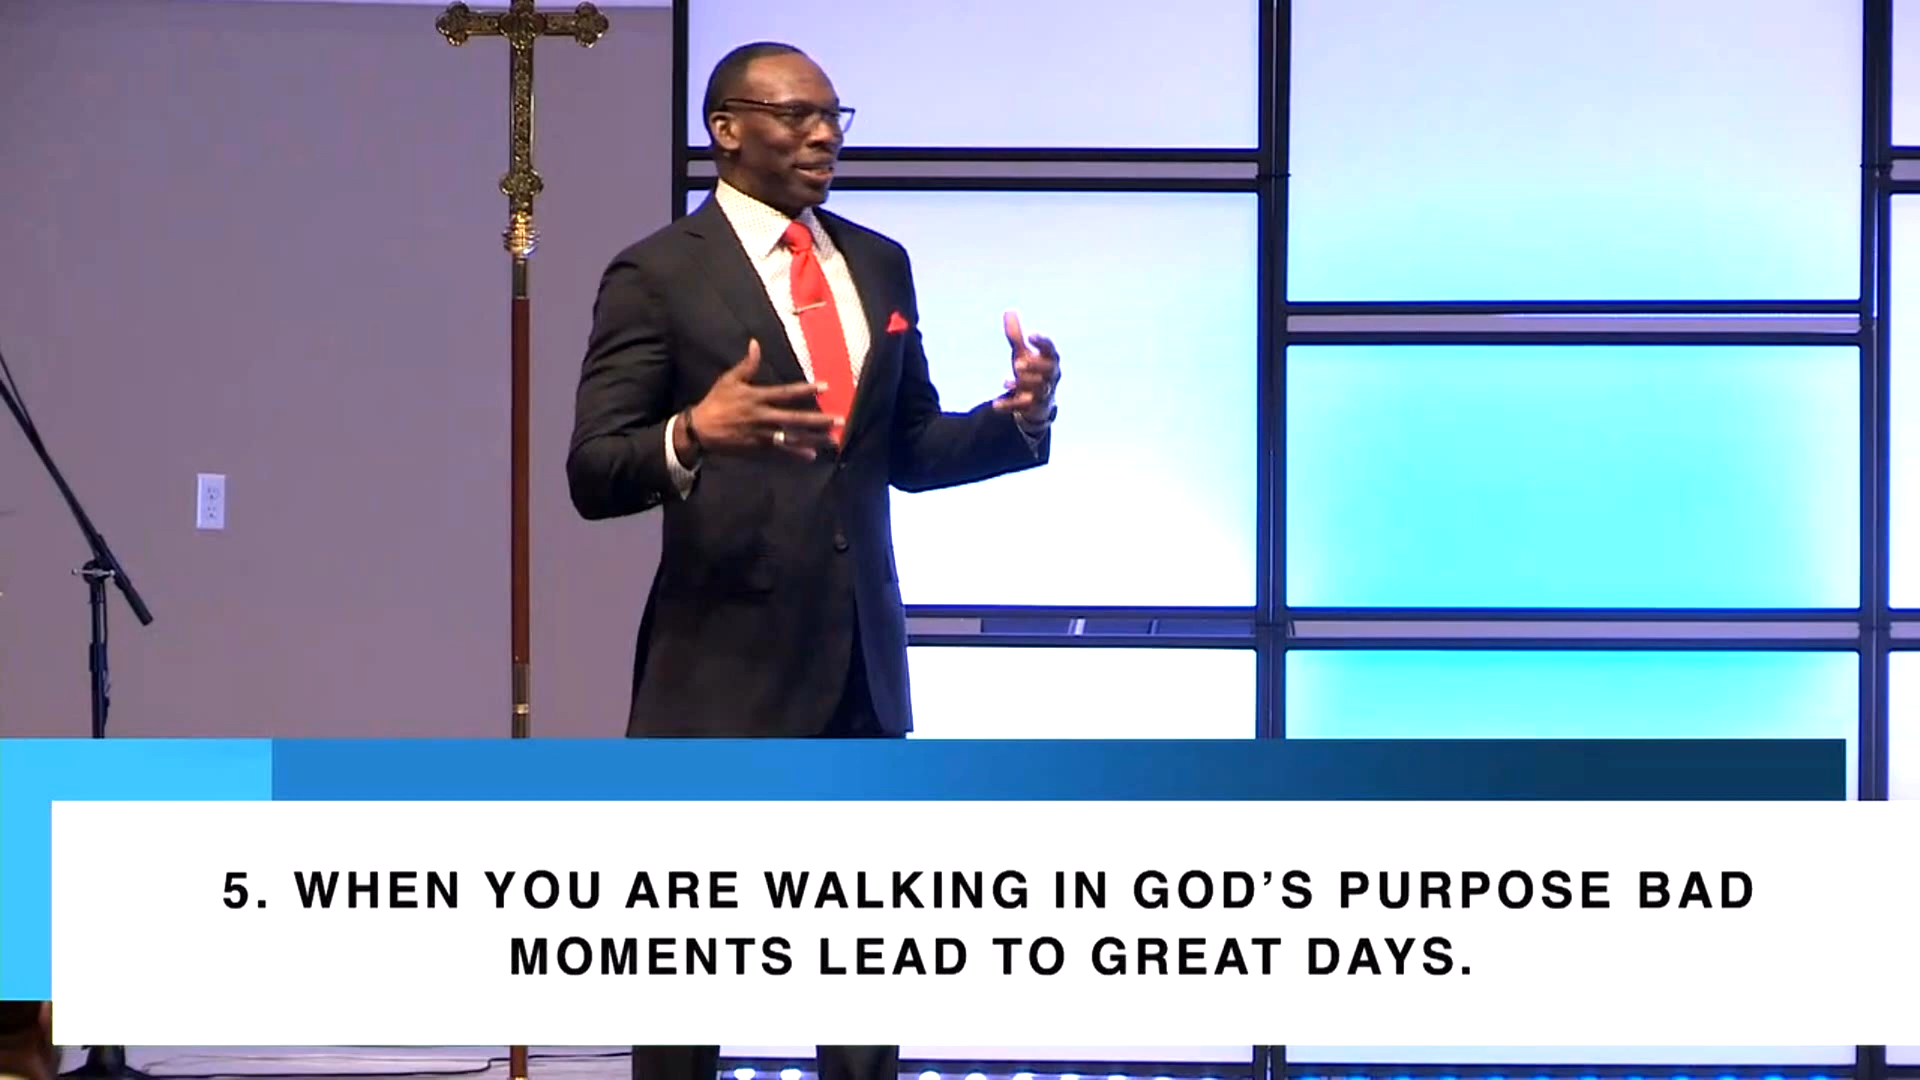 5. WHEN YOU ARE WALKING IN GOD’S PURPOSE BAD
MOMENTS LEAD TO GREAT DAYS.